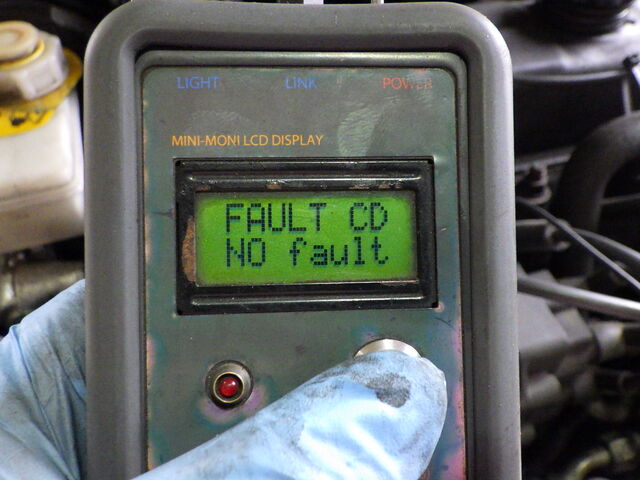 LIGHT LINK POWER
MINI-MONI LCD DISPLAY
FAULT CD
NO fault